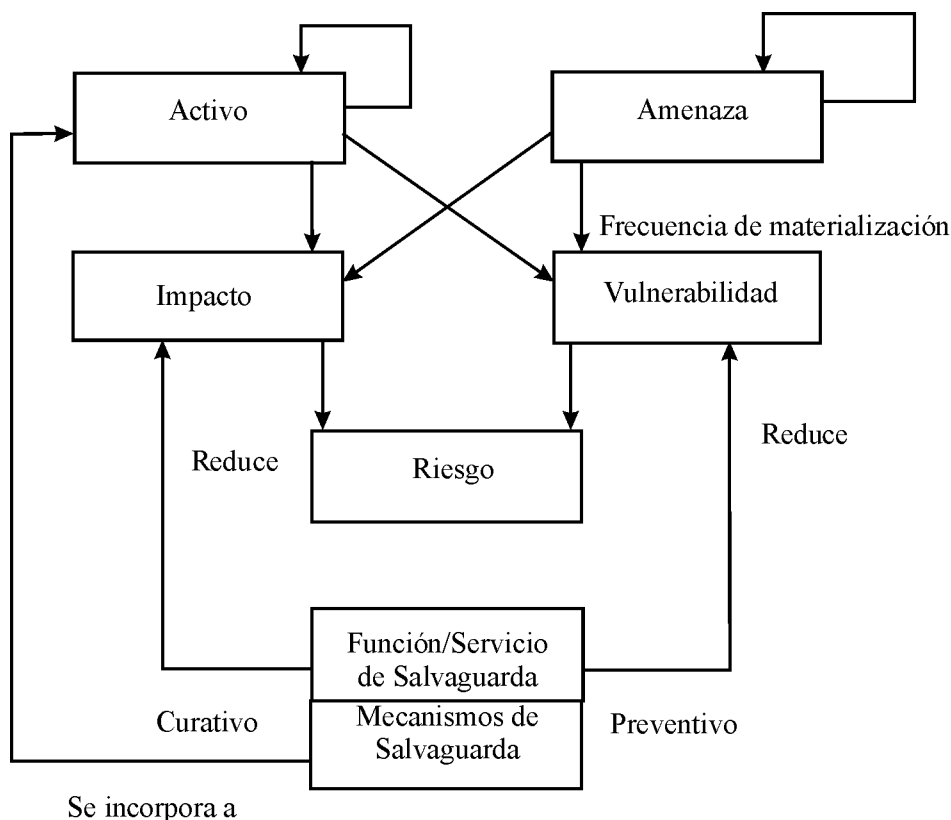 Activo
Amenaza
Frecuencia de materialización
Impacto
Vulnerabilidad
Reduce
Reduce
Riesgo
Función/Servicio
de Salvaguarda
Curativo
Mecanismos de
Salvaguarda
Preventivo
Se incorpora a